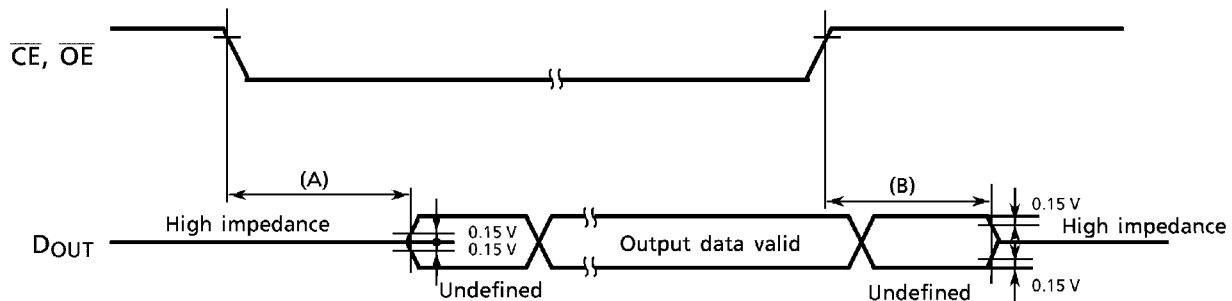 CE, OE
(A)
(B)
High impedance
0.15 V
0.15 V
0.15 V
High impedance
DOUT
Output data valid
Undefined
Undefined
0.15 V